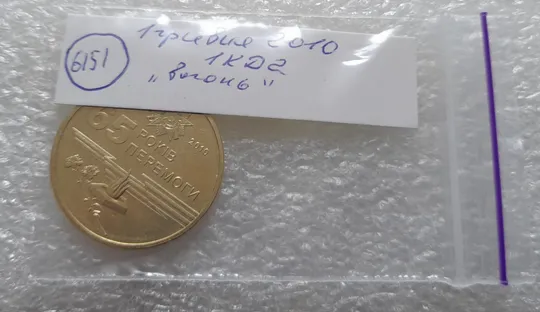 1 гривня 2010
6151
1КД2
"Вогонь"
65
РОКІВ
2010
ПЕРЕМОГИ